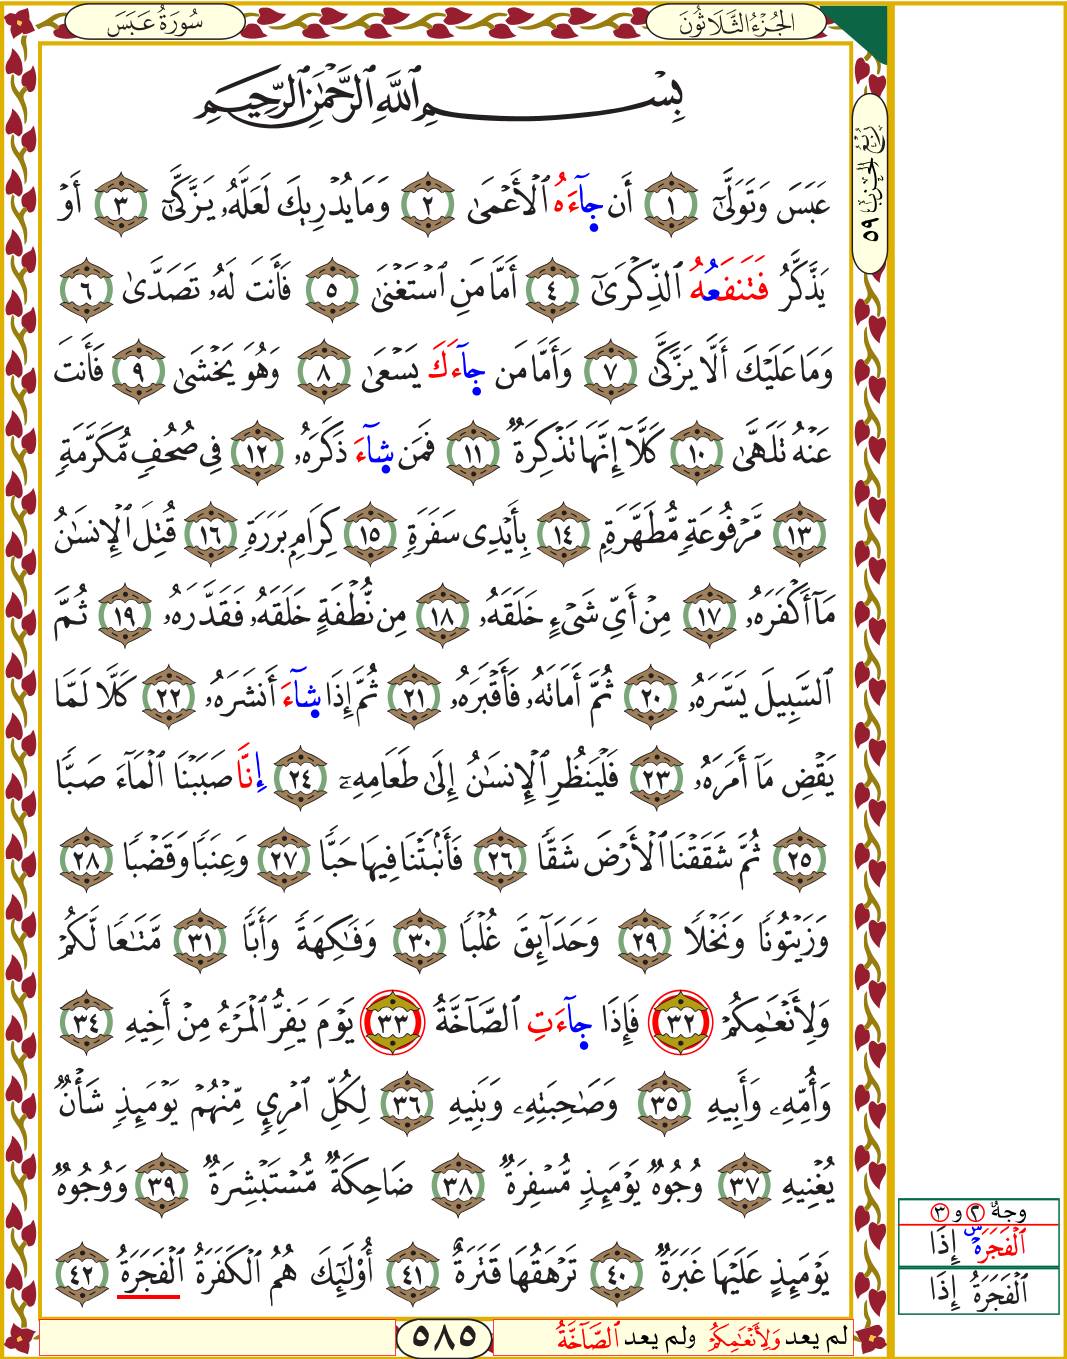 سُورَةُ عَبَسَ
الجُزْءُ الثَّلَاثُونَ
رُبْعُ الحِزْبِ ٥٩
بِسْمِ ٱللَّهِ ٱلرَّحْمَٰنِ ٱلرَّحِيمِ
عَبَسَ وَتَوَلَّىٰٓ ١ أَن جَآءَهُ ٱلْأَعْمَىٰ ٢ وَمَا يُدْرِيكَ لَعَلَّهُۥ يَزَّكَّىٰٓ ٣ أَوْ
يَذَّكَّرُ فَتَنفَعُهُ ٱلذِّكْرَىٰٓ ٤ أَمَّا مَنِ ٱسْتَغْنَىٰ ٥ فَأَنتَ لَهُۥ تَصَدَّىٰ ٦
وَمَا عَلَيْكَ أَلَّا يَزَّكَّىٰ ٧ وَأَمَّا مَن جَآءَكَ يَسْعَىٰ ٨ وَهُوَ يَخْشَىٰ ٩ فَأَنتَ
عَنْهُ تَلَهَّىٰ ١٠ كَلَّآ إِنَّهَا تَذْكِرَةٌ ١١ فَمَن شَآءَ ذَكَرَهُۥ ١٢ فِى صُحُفٍ مُّكَرَّمَةٍ
١٣ مَّرْفُوعَةٍ مُّطَهَّرَةٍۭ ١٤ بِأَيْدِى سَفَرَةٍ ١٥ كِرَامٍۭ بَرَرَةٍ ١٦ قُتِلَ ٱلْإِنسَٰنُ
مَآ أَكْفَرَهُۥ ١٧ مِنْ أَىِّ شَىْءٍ خَلَقَهُۥ ١٨ مِن نُّطْفَةٍ خَلَقَهُۥ فَقَدَّرَهُۥ ١٩ ثُمَّ
ٱلسَّبِيلَ يَسَّرَهُۥ ٢٠ ثُمَّ أَمَاتَهُۥ فَأَقْبَرَهُۥ ٢١ ثُمَّ إِذَا شَآءَ أَنشَرَهُۥ ٢٢ كَلَّا لَمَّا
يَقْضِ مَآ أَمَرَهُۥ ٢٣ فَلْيَنظُرِ ٱلْإِنسَٰنُ إِلَىٰ طَعَامِهِۦٓ ٢٤ إِنَّا صَبَبْنَا ٱلْمَآءَ صَبًّا
٢٥ ثُمَّ شَقَقْنَا ٱلْأَرْضَ شَقًّا ٢٦ فَأَنۢبَتْنَا فِيهَا حَبًّا ٢٧ وَعِنَبًا وَقَضْبًا ٢٨
وَزَيْتُونًا وَنَخْلًا ٢٩ وَحَدَآئِقَ غُلْبًا ٣٠ وَفَٰكِهَةً وَأَبًّا ٣١ مَّتَٰعًا لَّكُمْ
وَلِأَنْعَٰمِكُمْ ٣٢ فَإِذَا جَآءَتِ ٱلصَّآخَّةُ ٣٣ يَوْمَ يَفِرُّ ٱلْمَرْءُ مِنْ أَخِيهِ ٣٤
وَأُمِّهِۦ وَأَبِيهِ ٣٥ وَصَٰحِبَتِهِۦ وَبَنِيهِ ٣٦ لِكُلِّ ٱمْرِئٍ مِّنْهُمْ يَوْمَئِذٍ شَأْنٌ
يُغْنِيهِ ٣٧ وُجُوهٌ يَوْمَئِذٍ مُّسْفِرَةٌ ٣٨ ضَاحِكَةٌ مُّسْتَبْشِرَةٌ ٣٩ وَوُجُوهٌ
يَوْمَئِذٍ عَلَيْهَا غَبَرَةٌ ٤٠ تَرْهَقُهَا قَتَرَةٌ ٤١ أُو۟لَٰٓئِكَ هُمُ ٱلْكَفَرَةُ ٱلْفَجَرَةُ ٤٢
وجهٌ ٢ و ٣
ٱلْفَجَرَةُ س إِذَا
ٱلْفَجَرَةُ إِذَا
لم يعد وَلِأَنْعَٰمِكُمْ ولم يعد ٱلصَّآخَّةُ
٥٨٥